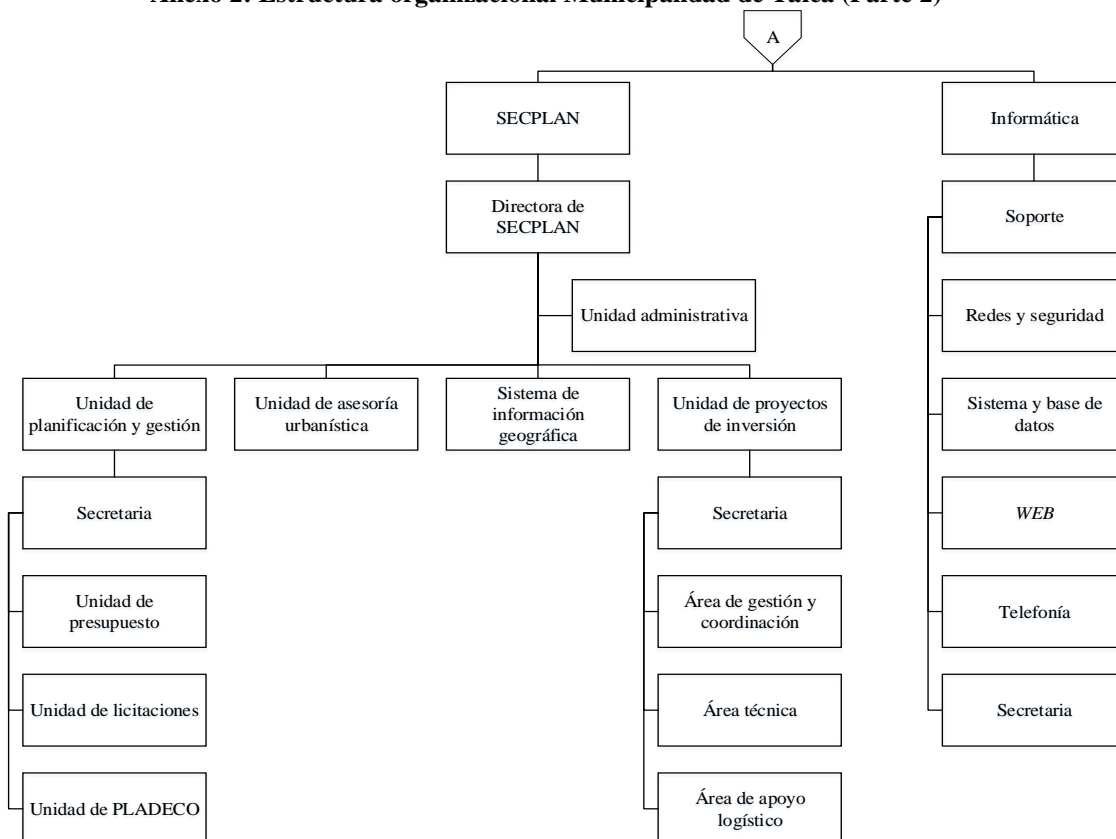 Anexo 2: Estructura organizacional Municipalidad de Talca (Parte 2)
A
SECPLAN
Informática
Directora de
SECPLAN
Soporte
Unidad administrativa
Redes y seguridad
Unidad de
planificación y gestión
Unidad de asesoría
urbanística
Sistema de
información
geográfica
Unidad de proyectos
de inversión
Sistema y base de
datos
Secretaria
Secretaria
WEB
Unidad de
presupuesto
Área de gestión y
coordinación
Telefonía
Unidad de licitaciones
Área técnica
Secretaria
Unidad de PLADECO
Área de apoyo
logístico